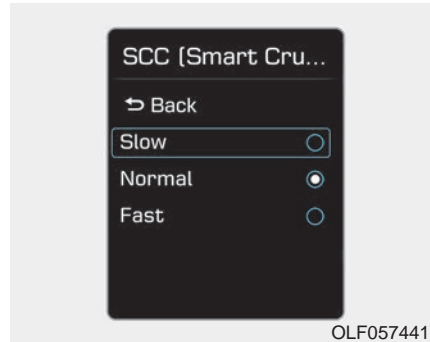 SCC (Smart Cru...
Back
Slow
Normal
Fast
OLF057441